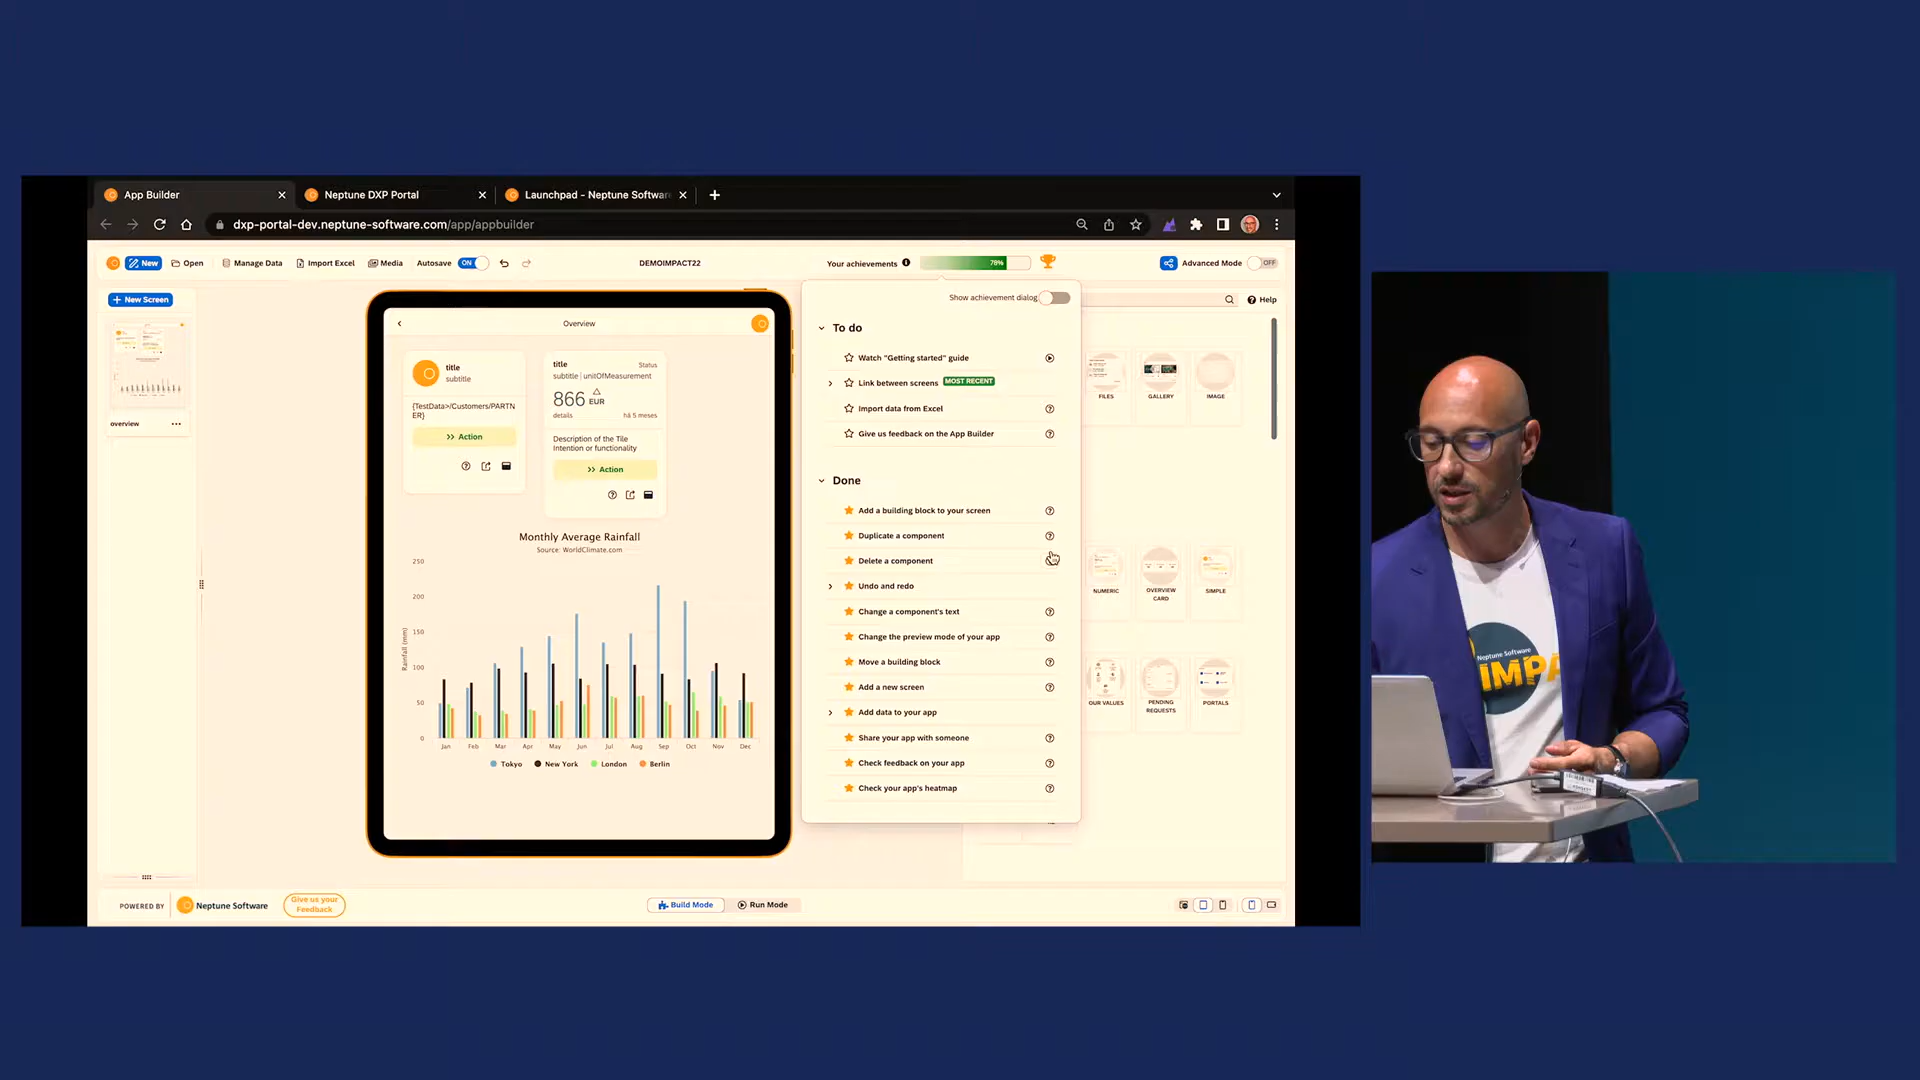 App Builder
Neptune DXP Portal
Launchpad - Neptune Softwar
dxp-portal-dev.neptune-software.com/app/appbuilder
New
Open
Manage Data
Import Excel
Media
Autosave
ON
DEMOIMPACT22
Your achievements
78%
Advanced Mode
OFF
New Screen
overview
Overview
title
subtitle
{TestData>/Customers/PARTN
ER}
Action
title
Status
subtitle | unitOfMeasurement
866 EUR
details
há 5 meses
Description of the Tile
Intention or functionality
Action
Monthly Average Rainfall
Source: WorldClimate.com
Rainfall (mm)
250
200
150
100
50
0
Jan Feb Mar Apr May Jun Jul Aug Sep Oct Nov Dec
Tokyo New York London Berlin
Show achievement dialog
To do
Watch "Getting started" guide
Link between screens MOST RECENT
Import data from Excel
Give us feedback on the App Builder
Done
Add a building block to your screen
Duplicate a component
Delete a component
Undo and redo
Change a component's text
Change the preview mode of your app
Move a building block
Add a new screen
Add data to your app
Share your app with someone
Check feedback on your app
Check your app's heatmap
Help
FILES
GALLERY
IMAGE
NUMERIC
OVERVIEW
CARD
SIMPLE
OUR VALUES
PENDING
REQUESTS
PORTALS
POWERED BY
Neptune Software
Give us your
Feedback
Build Mode
Run Mode
Neptune Software
IMPA